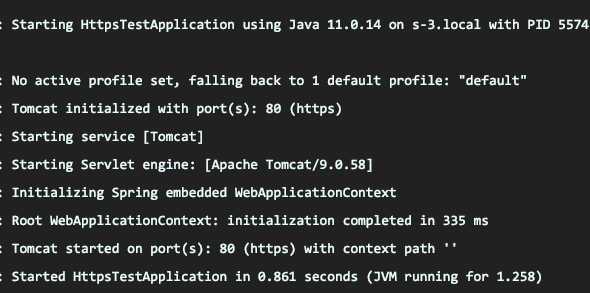 : Starting HttpsTestApplication using Java 11.0.14 on s-3.local with PID 5574
: No active profile set, falling back to 1 default profile: "default"
: Tomcat initialized with port(s): 80 (https)
: Starting service [Tomcat]
: Starting Servlet engine: [Apache Tomcat/9.0.58]
: Initializing Spring embedded WebApplicationContext
: Root WebApplicationContext: initialization completed in 335 ms
: Tomcat started on port(s): 80 (https) with context path ''
: Started HttpsTestApplication in 0.861 seconds (JVM running for 1.258)